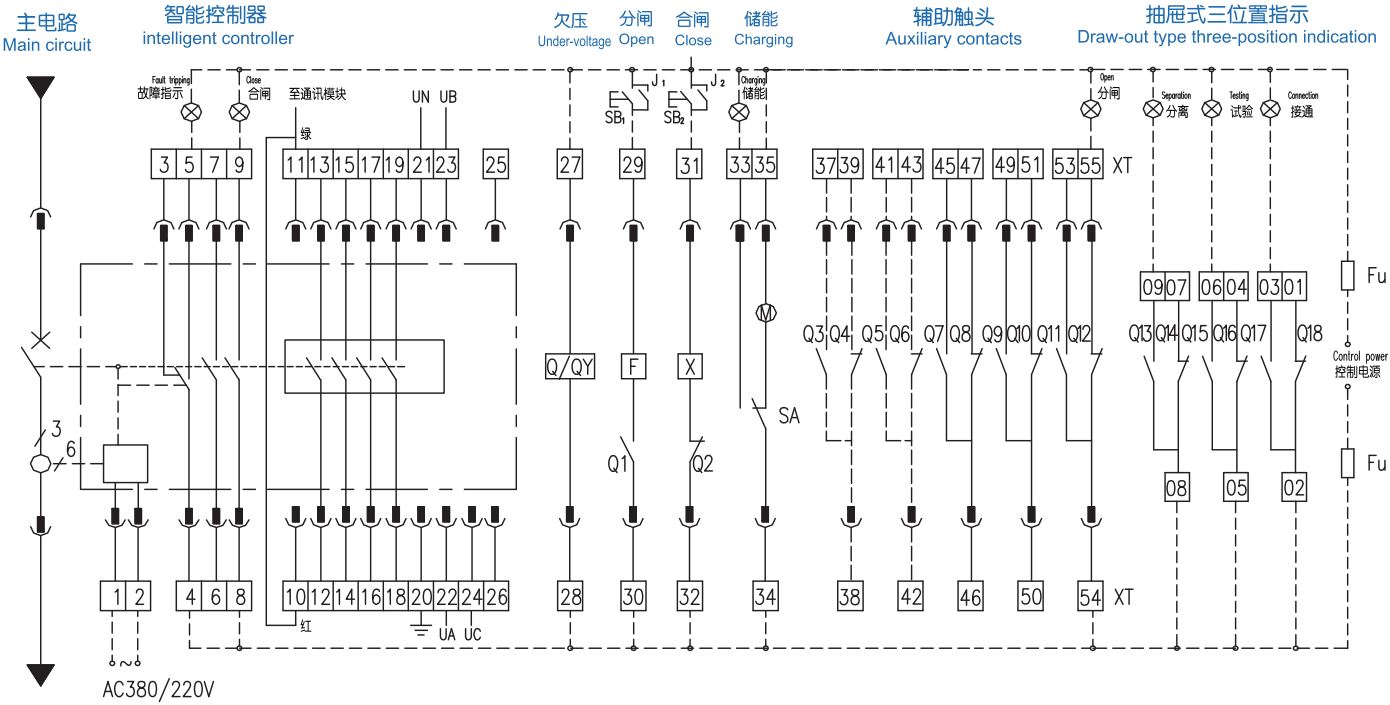 主电路
Main circuit
智能控制器
intelligent controller
欠压
Under-voltage
分闸
Open
合闸
Close
储能
Charging
辅助触头
Auxiliary contacts
抽屉式三位置指示
Draw-out type three-position indication
Fault tripping
故障指示
Close
合闸
至通讯模块
绿
UN UB
J 1
SB1
J 2
SB2
Charging
储能
Open
分闸
Separation
分离
Testing
试验
Connection
接通
3 5 7 9 11 13 15 17 19 21 23 25 27 29 31 33 35 37 39 41 43 45 47 49 51 53 55 XT
M
Fu
09 07 06 04 03 01
Q3 Q4 Q5 Q6 Q7 Q8 Q9 Q10 Q11 Q12 Q13 Q14 Q15 Q16 Q17 Q18
Control power
控制电源
Q/QY F X
SA
3
6
Q1 Q2
Fu
08 05 02
1 2 4 6 8 10 12 14 16 18 20 22 24 26 28 30 32 34 38 42 46 50 54 XT
红
UA UC
~
AC380/220V